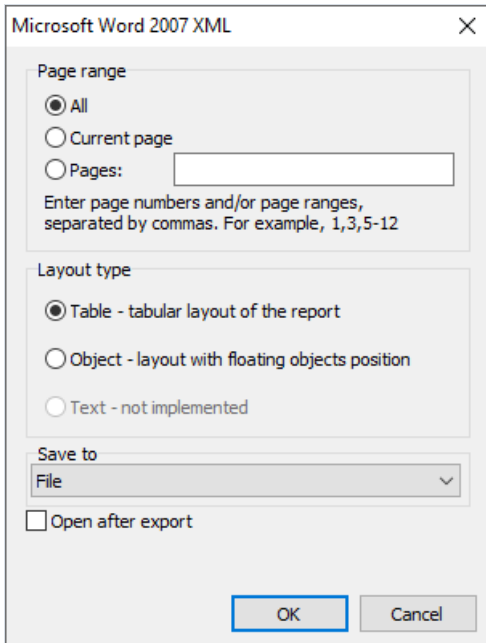 Microsoft Word 2007 XML
Page range
All
Current page
Pages:
Enter page numbers and/or page ranges,
separated by commas. For example, 1,3,5-12
Layout type
Table - tabular layout of the report
Object - layout with floating objects position
Text - not implemented
Save to
File
Open after export
OK Cancel